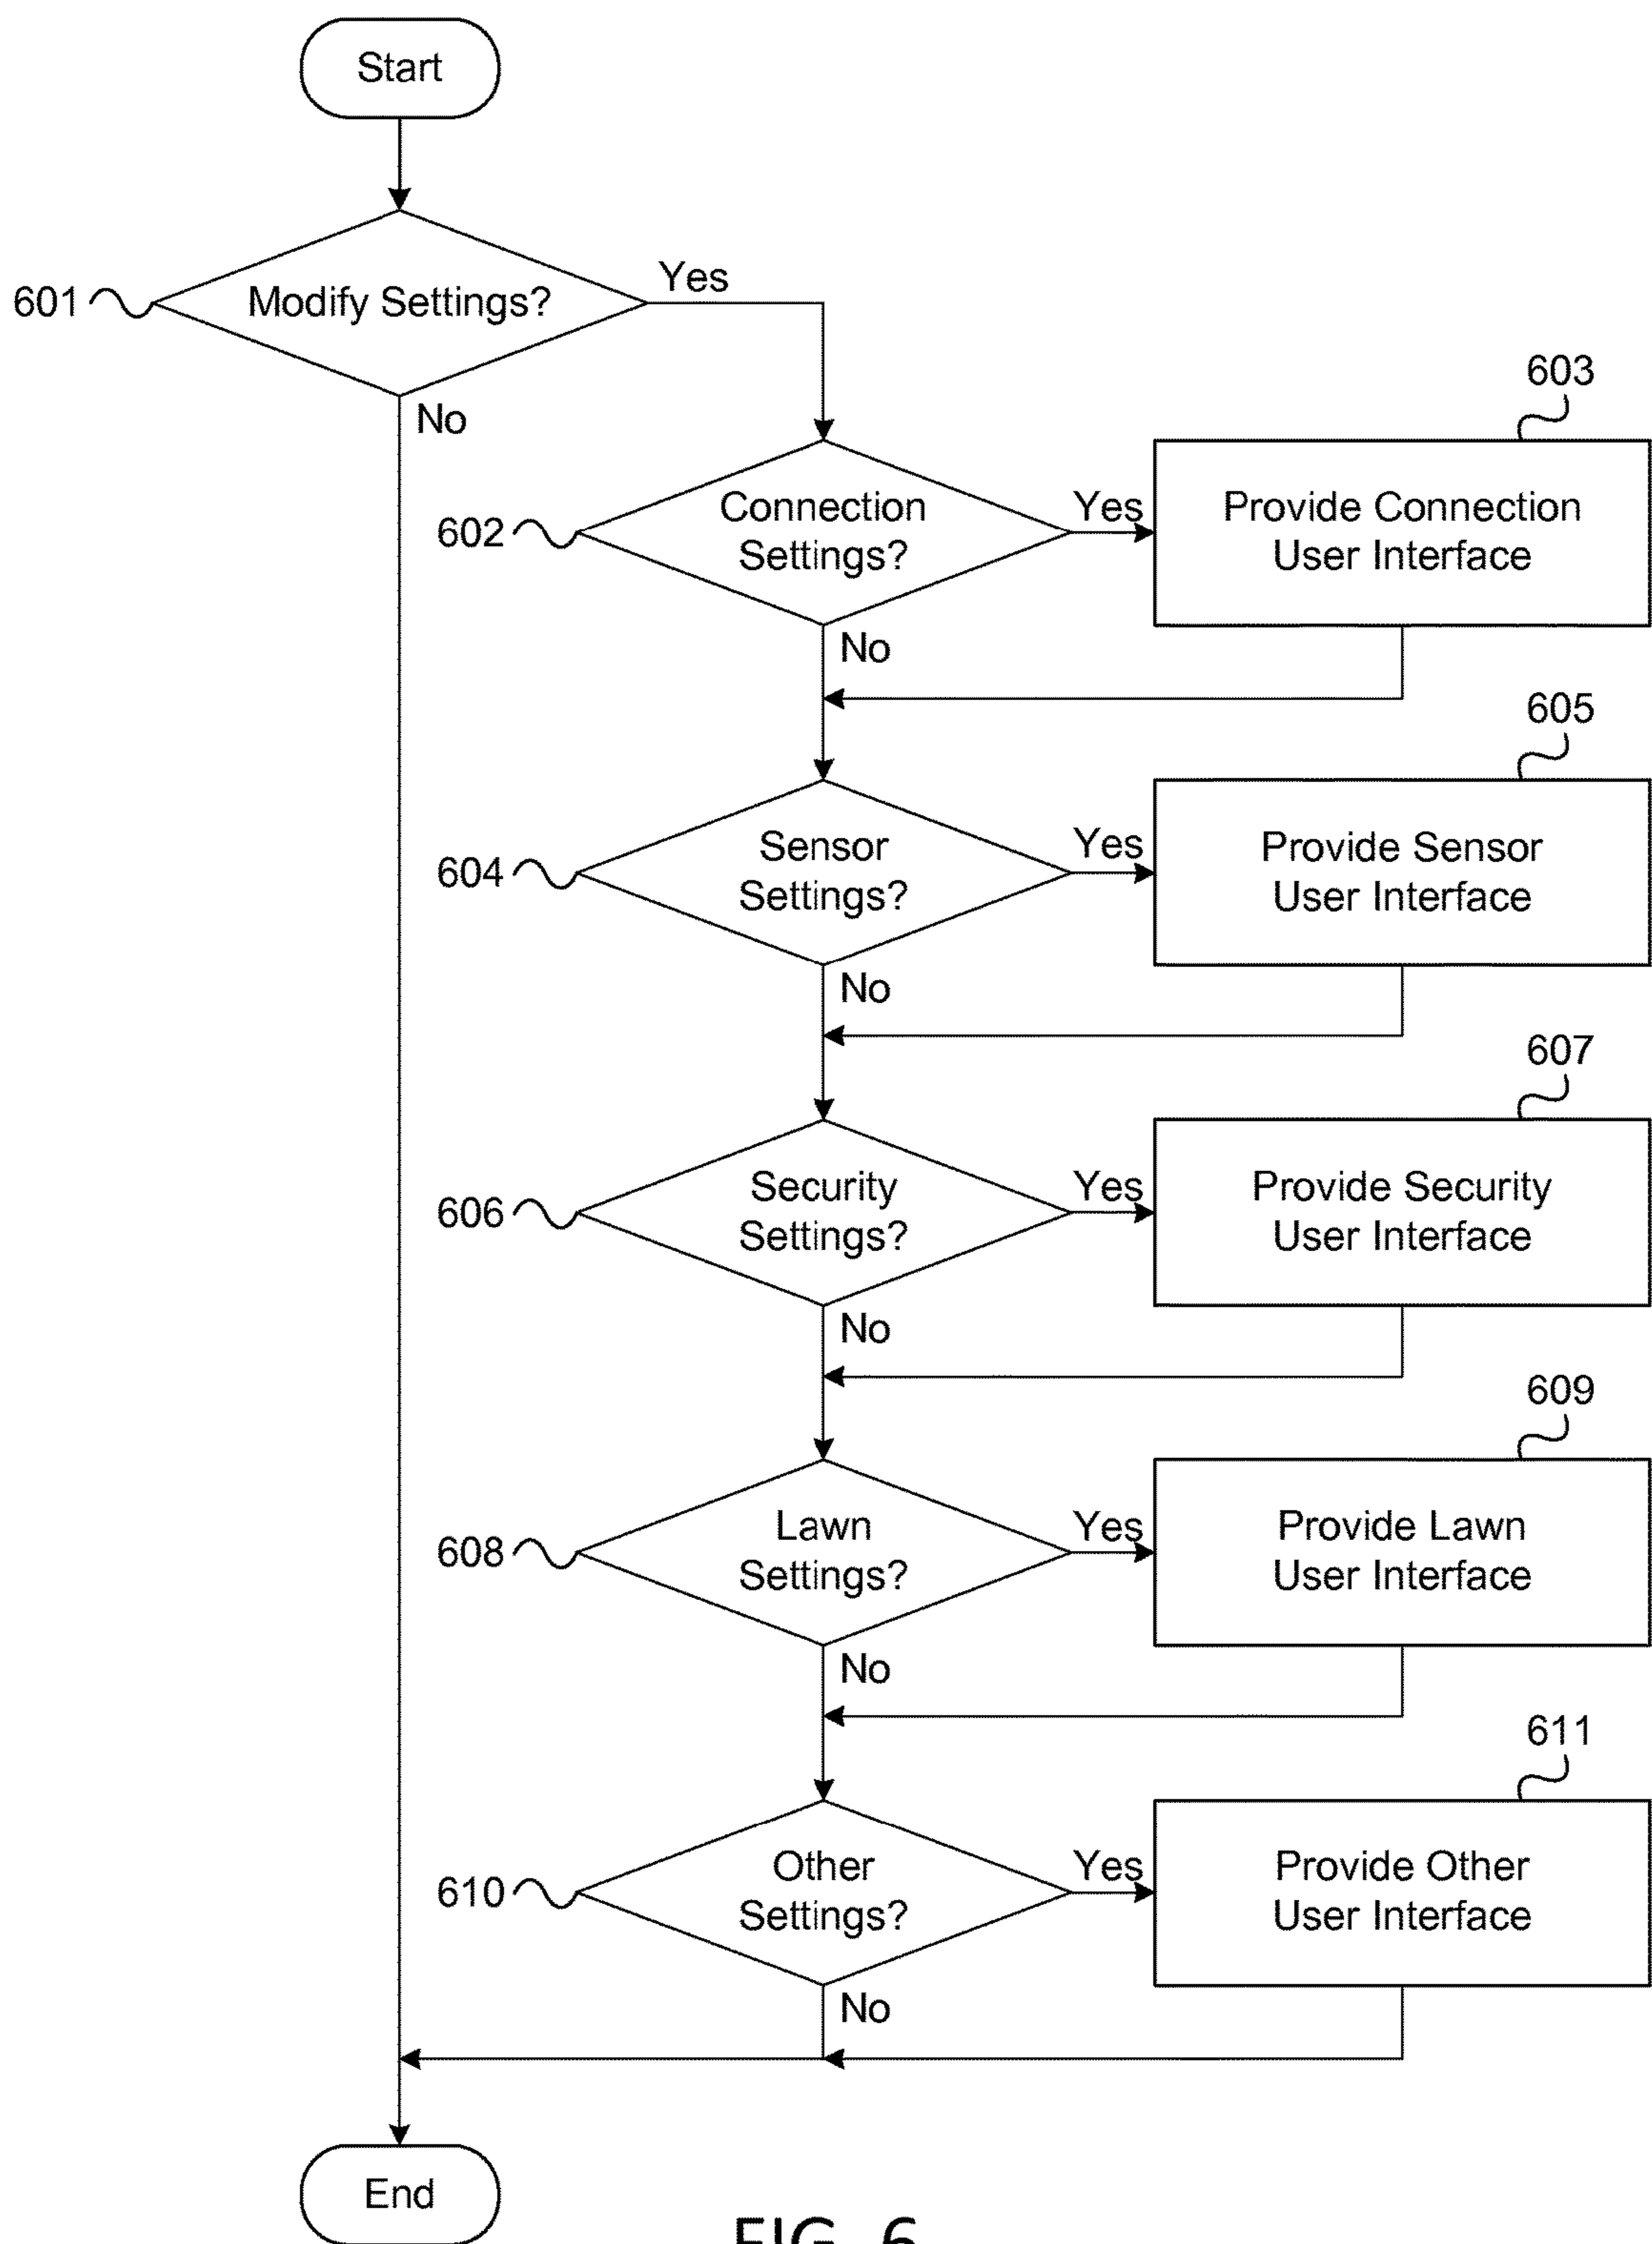 Start
601
Modify Settings?
Yes
No
603
602
Connection
Settings?
Yes
Provide Connection
User Interface
No
605
604
Sensor
Settings?
Yes
Provide Sensor
User Interface
No
607
606
Security
Settings?
Yes
Provide Security
User Interface
No
609
608
Lawn
Settings?
Yes
Provide Lawn
User Interface
No
611
610
Other
Settings?
Yes
Provide Other
User Interface
No
End
FIG. 6